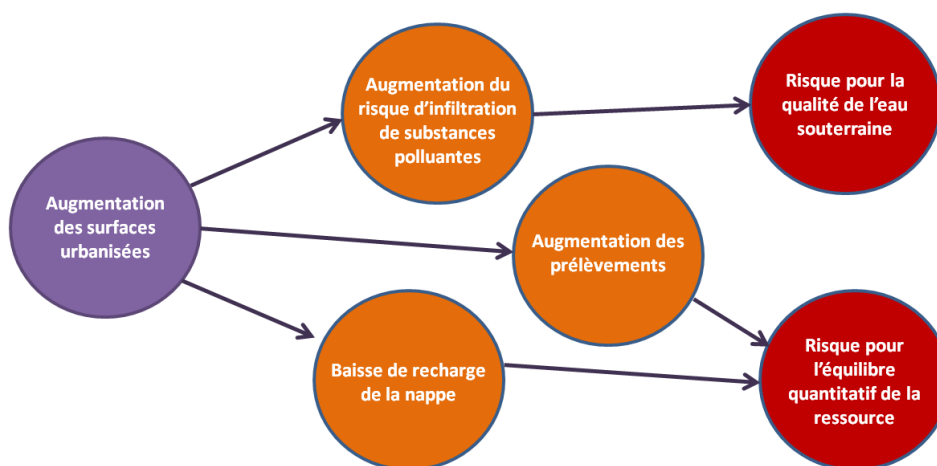 Augmentation
des surfaces
urbanisées
Augmentation du
risque d'infiltration
de substances
polluantes
Risque pour la
qualité de l'eau
souterraine
Augmentation des
prélèvements
Baisse de recharge
de la nappe
Risque pour
l'équilibre
quantitatif de la
ressource